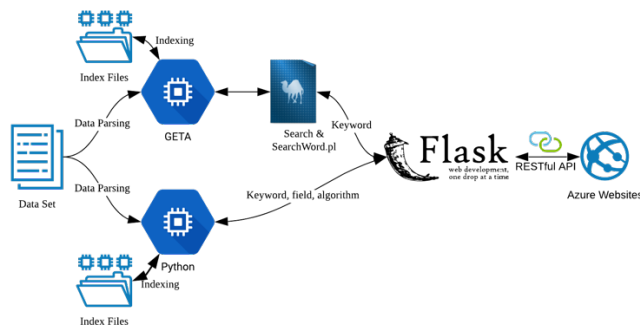 Indexing
Index Files
Data Parsing
GETA
Search &
SearchWord.pl
Keyword
Flask
web development,
one drop at a time
RESTful API
Azure Websites
Data Set
Data Parsing
Keyword, field, algorithm
Python
Indexing
Index Files